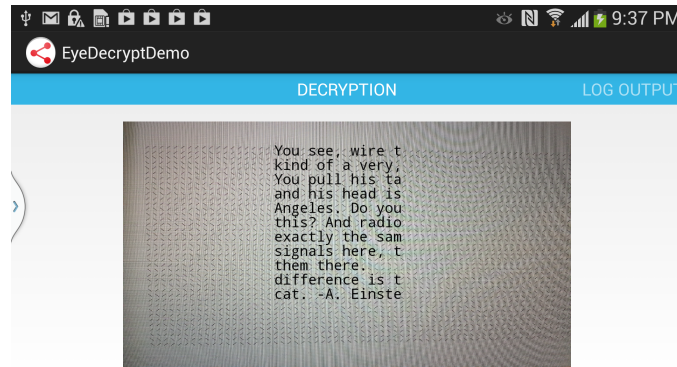 9:37 PM
EyeDecryptDemo
DECRYPTION
LOG OUTPUT
You see, wire t
kind of a very,
You pull his ta
and his head is
Angeles. Do you
this? And radio
exactly the sam
signals here, t
them there.
difference is t
cat. -A. Einste